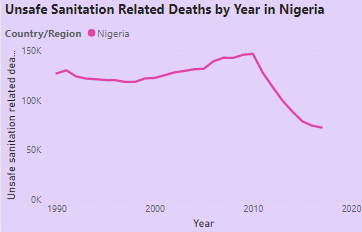 Unsafe Sanitation Related Deaths by Year in Nigeria
Country/Region Nigeria
150K
100K
50K
0K
Unsafe sanitation related dea...
1990 2000 2010 2020
Year